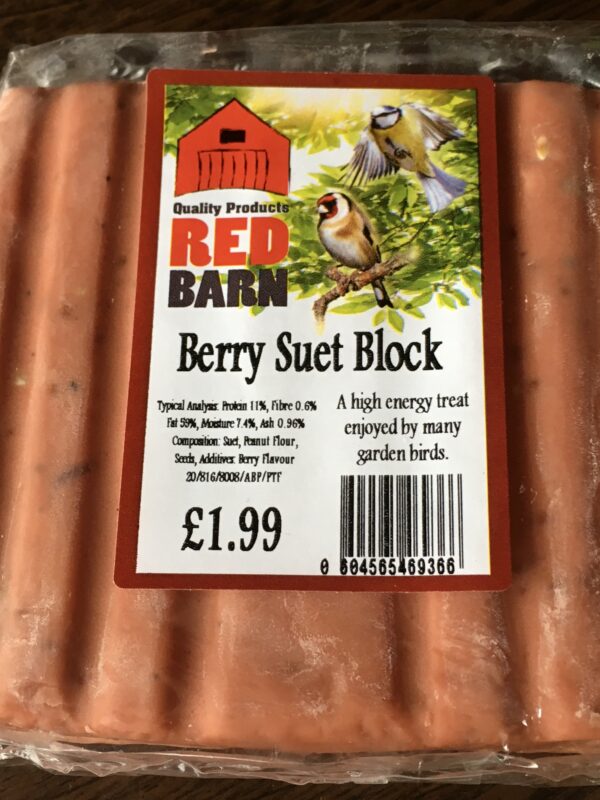 Quality Products
RED
BARN
Berry Suet Block
Typical Analysis: Protein 11%, Fibre 0.6%
Fat 59%, Moisture 7.4%, Ash 0.96%
Composition: Suet, Peanut Flour,
Seeds, Additives: Berry Flavour
20/816/8008/ABP/PTF
£1.99
A high energy treat
enjoyed by many
garden birds.
0 604565469366